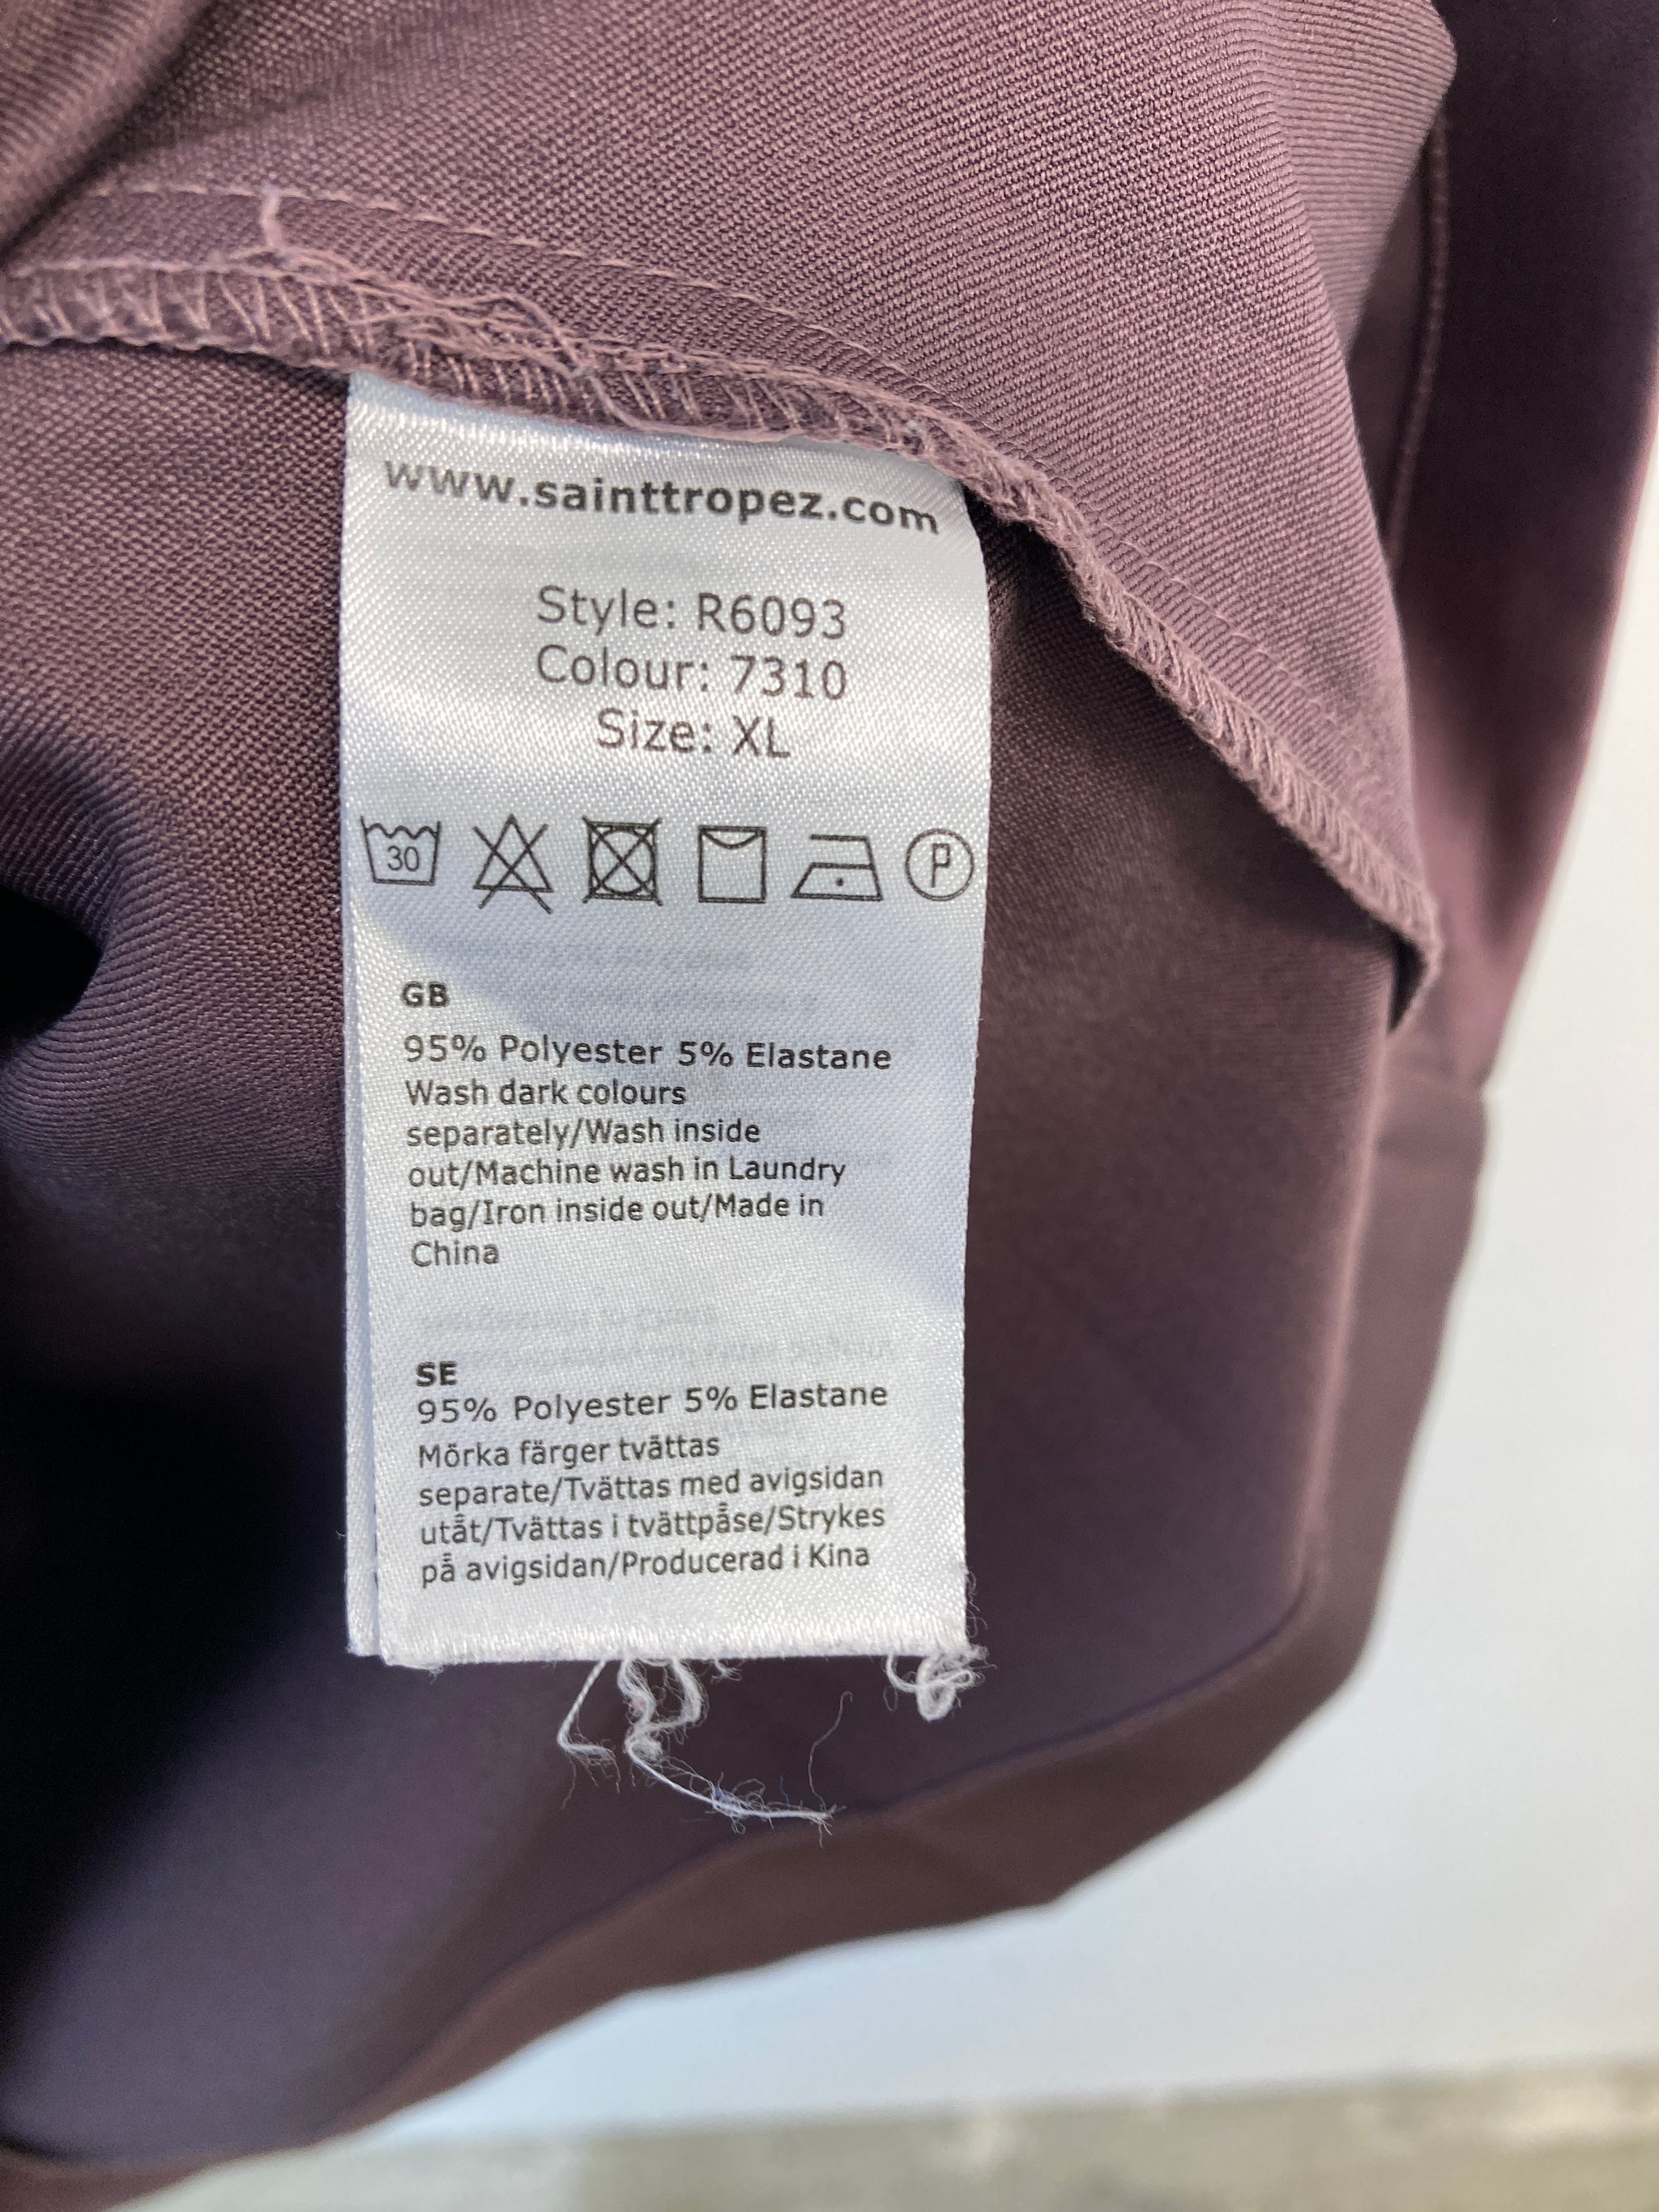 www.sainttropez.com
Style: R6093
Colour: 7310
Size: XL
30
P
GB
95% Polyester 5% Elastane
Wash dark colours
separately/Wash inside
out/Machine wash in Laundry
bag/Iron inside out/Made in
China
SE
95% Polyester 5% Elastane
Mörka färger tvättas
separate/Tvättas med avigsidan
utåt/Tvättas i tvättpåse/Strykes
på avigsidan/Producerad i Kina